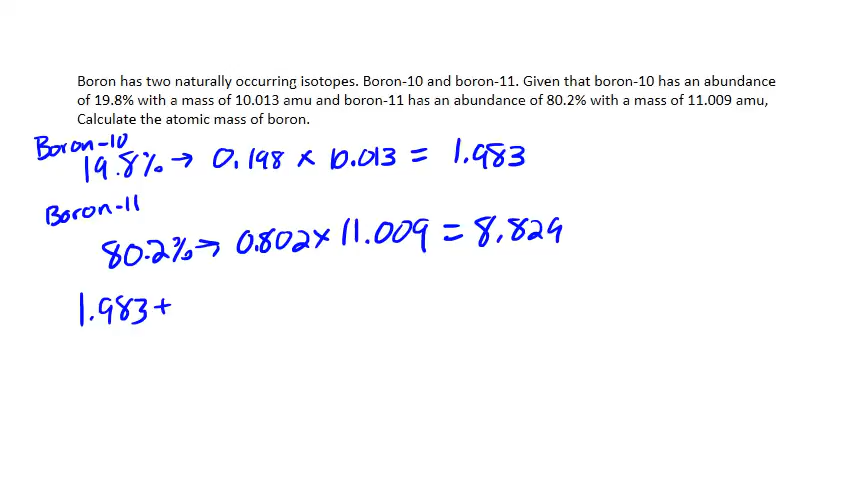 Boron has two naturally occurring isotopes. Boron-10 and boron-11. Given that boron-10 has an abundance
of 19.8% with a mass of 10.013 amu and boron-11 has an abundance of 80.2% with a mass of 11.009 amu,
Calculate the atomic mass of boron.
Boron-10
19.8% → 0.198 × 10.013 = 1.983
Boron-11
80.2% → 0.802 × 11.009 = 8.829
1.983 +